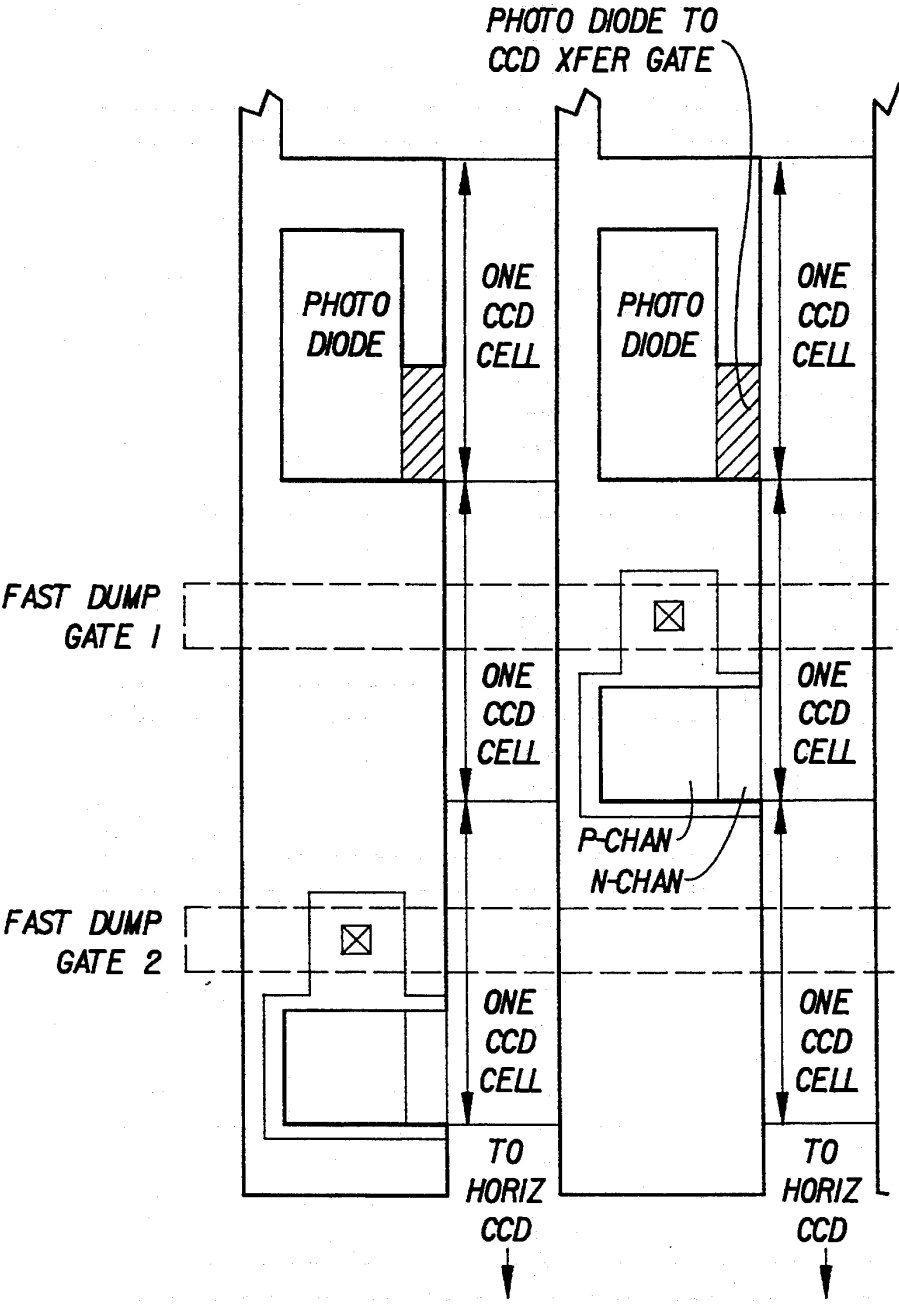 PHOTO DIODE TO
CCD XFER GATE
PHOTO
DIODE
ONE
CCD
CELL
PHOTO
DIODE
ONE
CCD
CELL
FAST DUMP
GATE 1
ONE
CCD
CELL
ONE
CCD
CELL
P-CHAN
N-CHAN
FAST DUMP
GATE 2
ONE
CCD
CELL
ONE
CCD
CELL
TO
HORIZ
CCD
TO
HORIZ
CCD